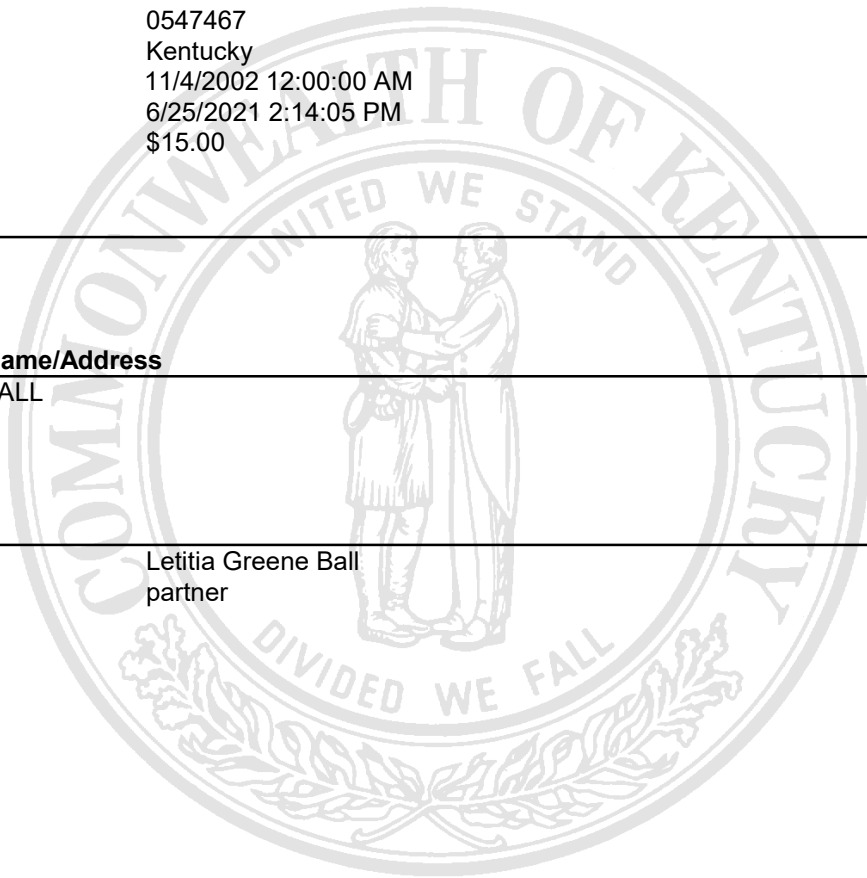 0547467
Kentucky
11/4/2002 12:00:00 AM
6/25/2021 2:14:05 PM
$15.00
COMMONWEALTH OF KENTUCKY
UNITED WE STAND
ame/Address
ALL
Letitia Greene Ball
partner
DIVIDED WE FALL